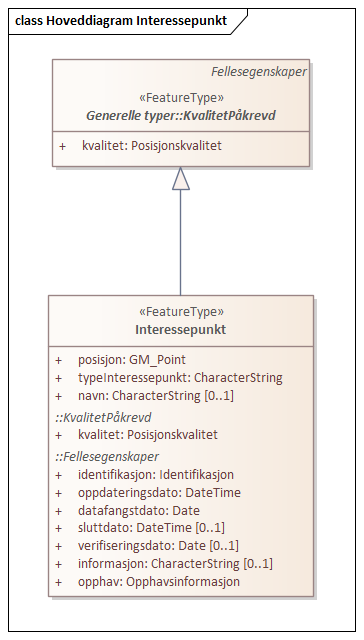 class Hoveddiagram Interessepunkt
Fellesegenskaper
«FeatureType»
Generelle typer::KvalitetPåkrevd
+ kvalitet: Posisjonskvalitet
«FeatureType»
Interessepunkt
+ posisjon: GM_Point
+ typeInteressepunkt: CharacterString
+ navn: CharacterString [0..1]
::KvalitetPåkrevd
+ kvalitet: Posisjonskvalitet
::Fellesegenskaper
+ identifikasjon: Identifikasjon
+ oppdateringsdato: DateTime
+ datafangstdato: Date
+ sluttdato: DateTime [0..1]
+ verifiseringsdato: Date [0..1]
+ informasjon: CharacterString [0..1]
+ opphav: Opphavsinformasjon